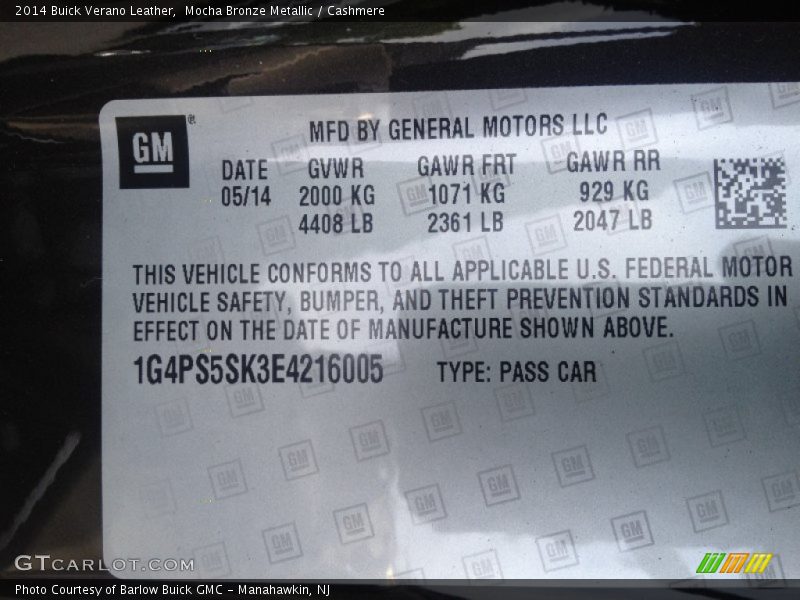 2014 Buick Verano Leather,  Mocha Bronze Metallic / Cashmere
GM
MFD BY GENERAL MOTORS LLC
DATE GVWR GAWR FRT GAWR RR
05/14 2000 KG 1071 KG 929 KG
4408 LB 2361 LB 2047 LB
THIS VEHICLE CONFORMS TO ALL APPLICABLE U.S. FEDERAL MOTOR
VEHICLE SAFETY, BUMPER, AND THEFT PREVENTION STANDARDS IN
EFFECT ON THE DATE OF MANUFACTURE SHOWN ABOVE.
1G4PS5SK3E4216005 TYPE: PASS CAR
GTCARLOT.COM
Photo Courtesy of Barlow Buick GMC – Manahawkin, NJ